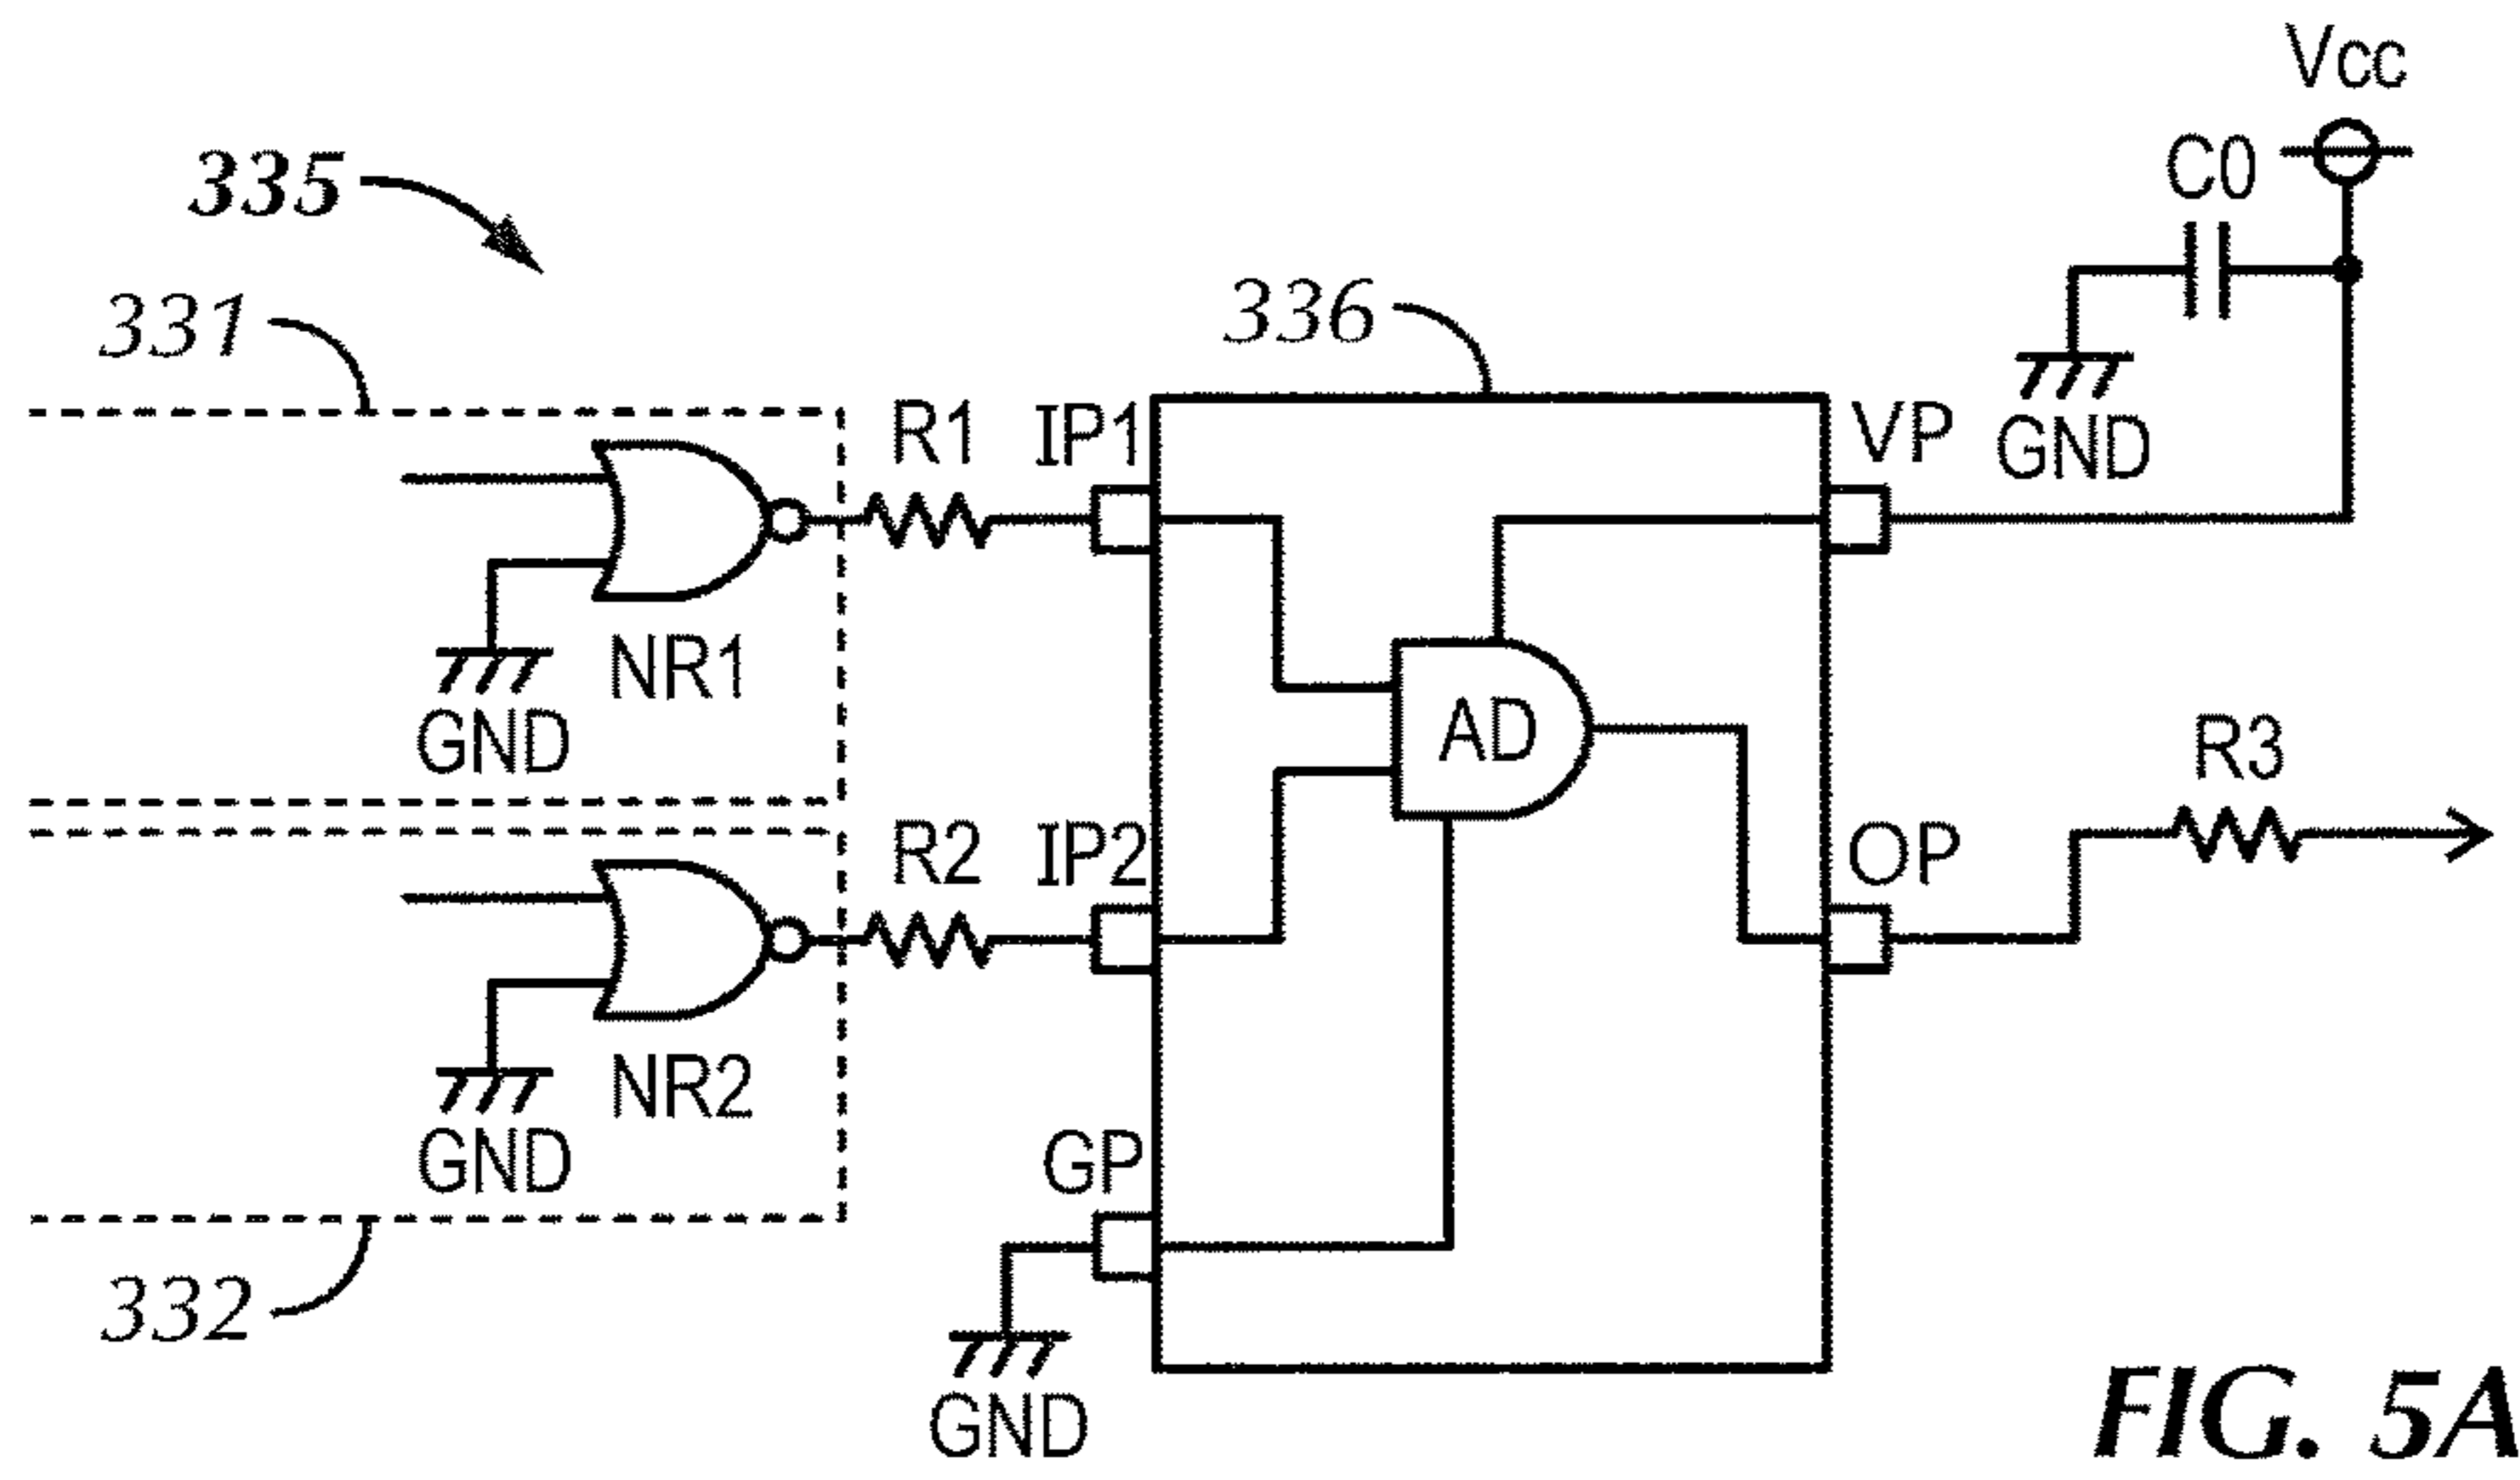 Vcc
C0
335
331
336
GND
R1
IP1
VP
NR1
GND
AD
R3
R2
IP2
OP
NR2
GND
GP
332
GND
FIG. 5A